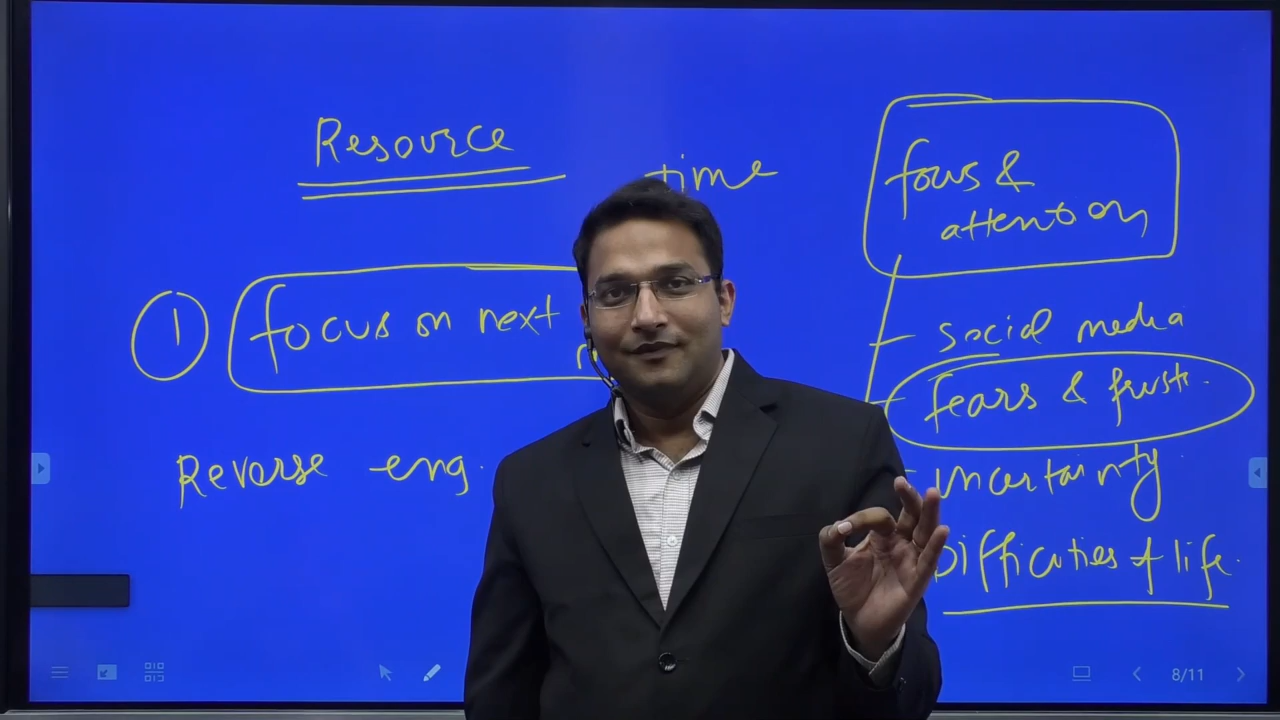 Resource
time
focus &
attention
1
focus on next
Reverse eng.
social media
fears & frustr.
uncertainty
Difficulties of life.
8/11